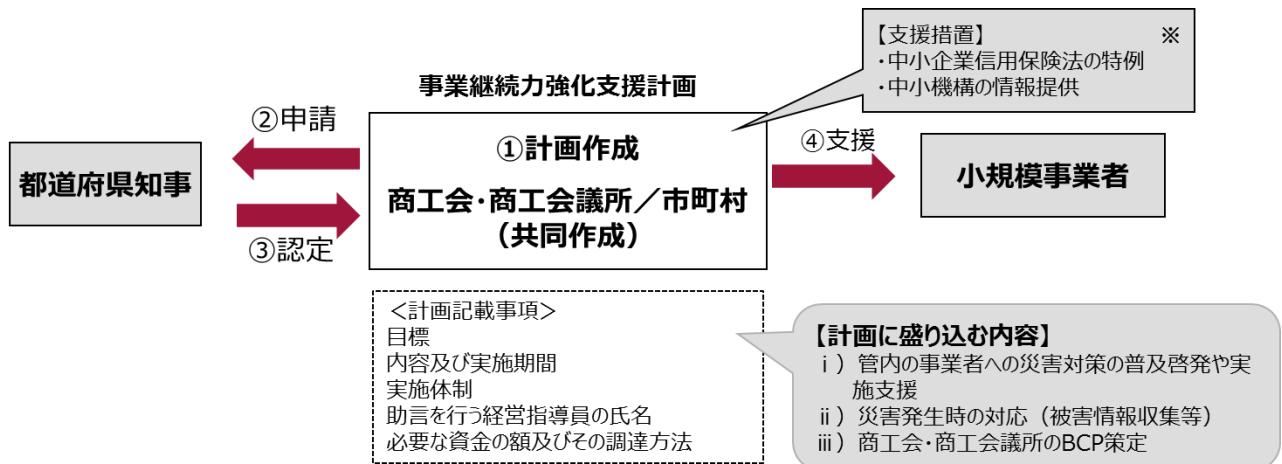 【支援措置】 ※
・中小企業信用保険法の特例
・中小機構の情報提供
事業継続力強化支援計画
②申請
都道府県知事
③認定
①計画作成
商工会・商工会議所／市町村
（共同作成）
④支援
小規模事業者
＜計画記載事項＞
目標
内容及び実施期間
実施体制
助言を行う経営指導員の氏名
必要な資金の額及びその調達方法
【計画に盛り込む内容】
ⅰ）管内の事業者への災害対策の普及啓発や実
施支援
ⅱ）災害発生時の対応（被害情報収集等）
ⅲ）商工会・商工会議所のBCP策定